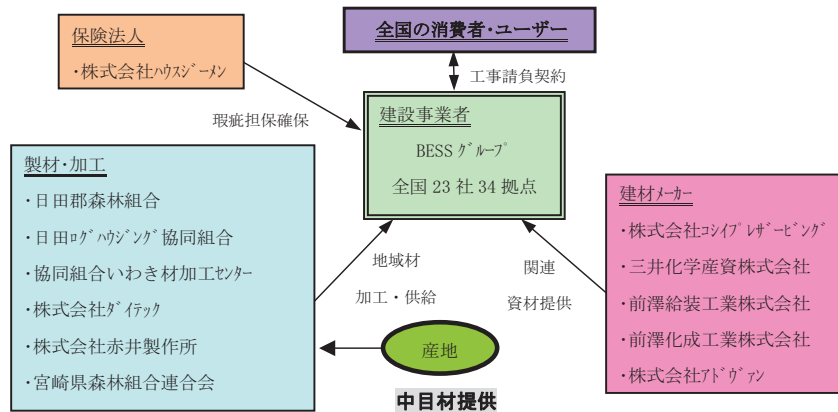 保険法人
・株式会社ﾊｳｽｼﾞｰﾒﾝ
全国の消費者・ユーザー
工事請負契約
瑕疵担保確保
建設事業者
BESS ｸﾞﾙｰﾌﾟ
全国 23 社 34 拠点
製材・加工
・日田郡森林組合
・日田ﾛｸﾞﾊｳｼﾞﾝｸﾞ協同組合
・協同組合いわき材加工ｾﾝﾀｰ
・株式会社ﾀﾞｲﾃｯｸ
・株式会社赤井製作所
・宮崎県森林組合連合会
地域材
加工・供給
関連
資材提供
建材ﾒｰｶｰ
・株式会社ｺｼｲﾌﾟﾚｻﾞｰﾋﾞﾝｸﾞ
・三井化学産資株式会社
・前澤給装工業株式会社
・前澤化成工業株式会社
・株式会社ｱﾄﾞｳﾞｧﾝ
産地
中目材提供